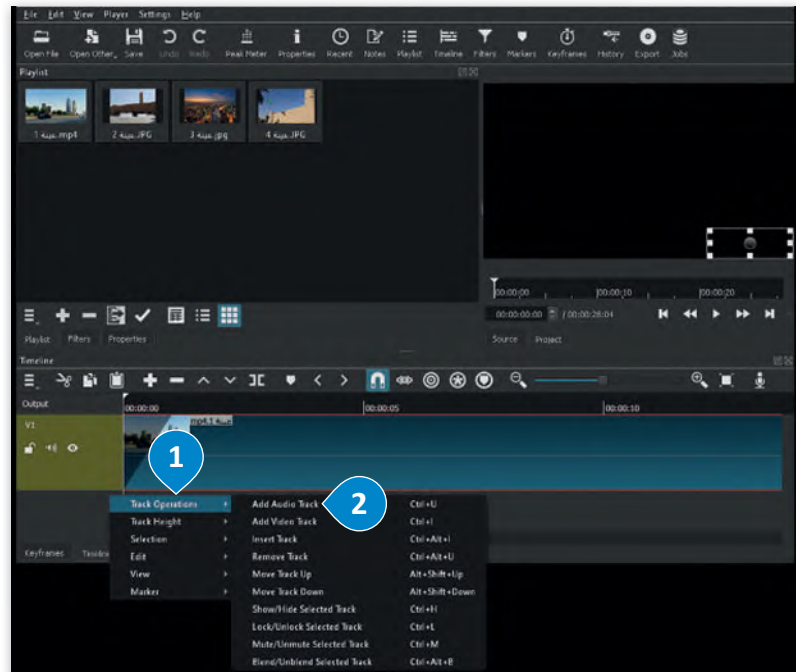 File Edit View Player Settings Help
Open File Open Other... Save Undo Redo Peak Meter Properties Recent Notes Playlist Timeline Filters Markers Keyframes History Export Jobs
Playlist
عينة 1.mp4 عينة 2.JPG عينة 3.jpg عينة 4.JPG
00:00:00 00:00:10 00:00:20
00:00:00:00 / 00:00:28:04
Playlist Filters Properties
Source Project
Timeline
Output 00:00:00 00:00:05 00:00:10
V1
عينة 1.mp4
1
2
Track Operations
Track Height
Selection
Edit
View
Marker
Add Audio Track Ctrl+U
Add Video Track Ctrl+I
Insert Track Ctrl+Alt+I
Remove Track Ctrl+Alt+U
Move Track Up Alt+Shift+Up
Move Track Down Alt+Shift+Down
Show/Hide Selected Track Ctrl+H
Lock/Unlock Selected Track Ctrl+L
Mute/Unmute Selected Track Ctrl+M
Blend/Unblend Selected Track Ctrl+Alt+B
Keyframes